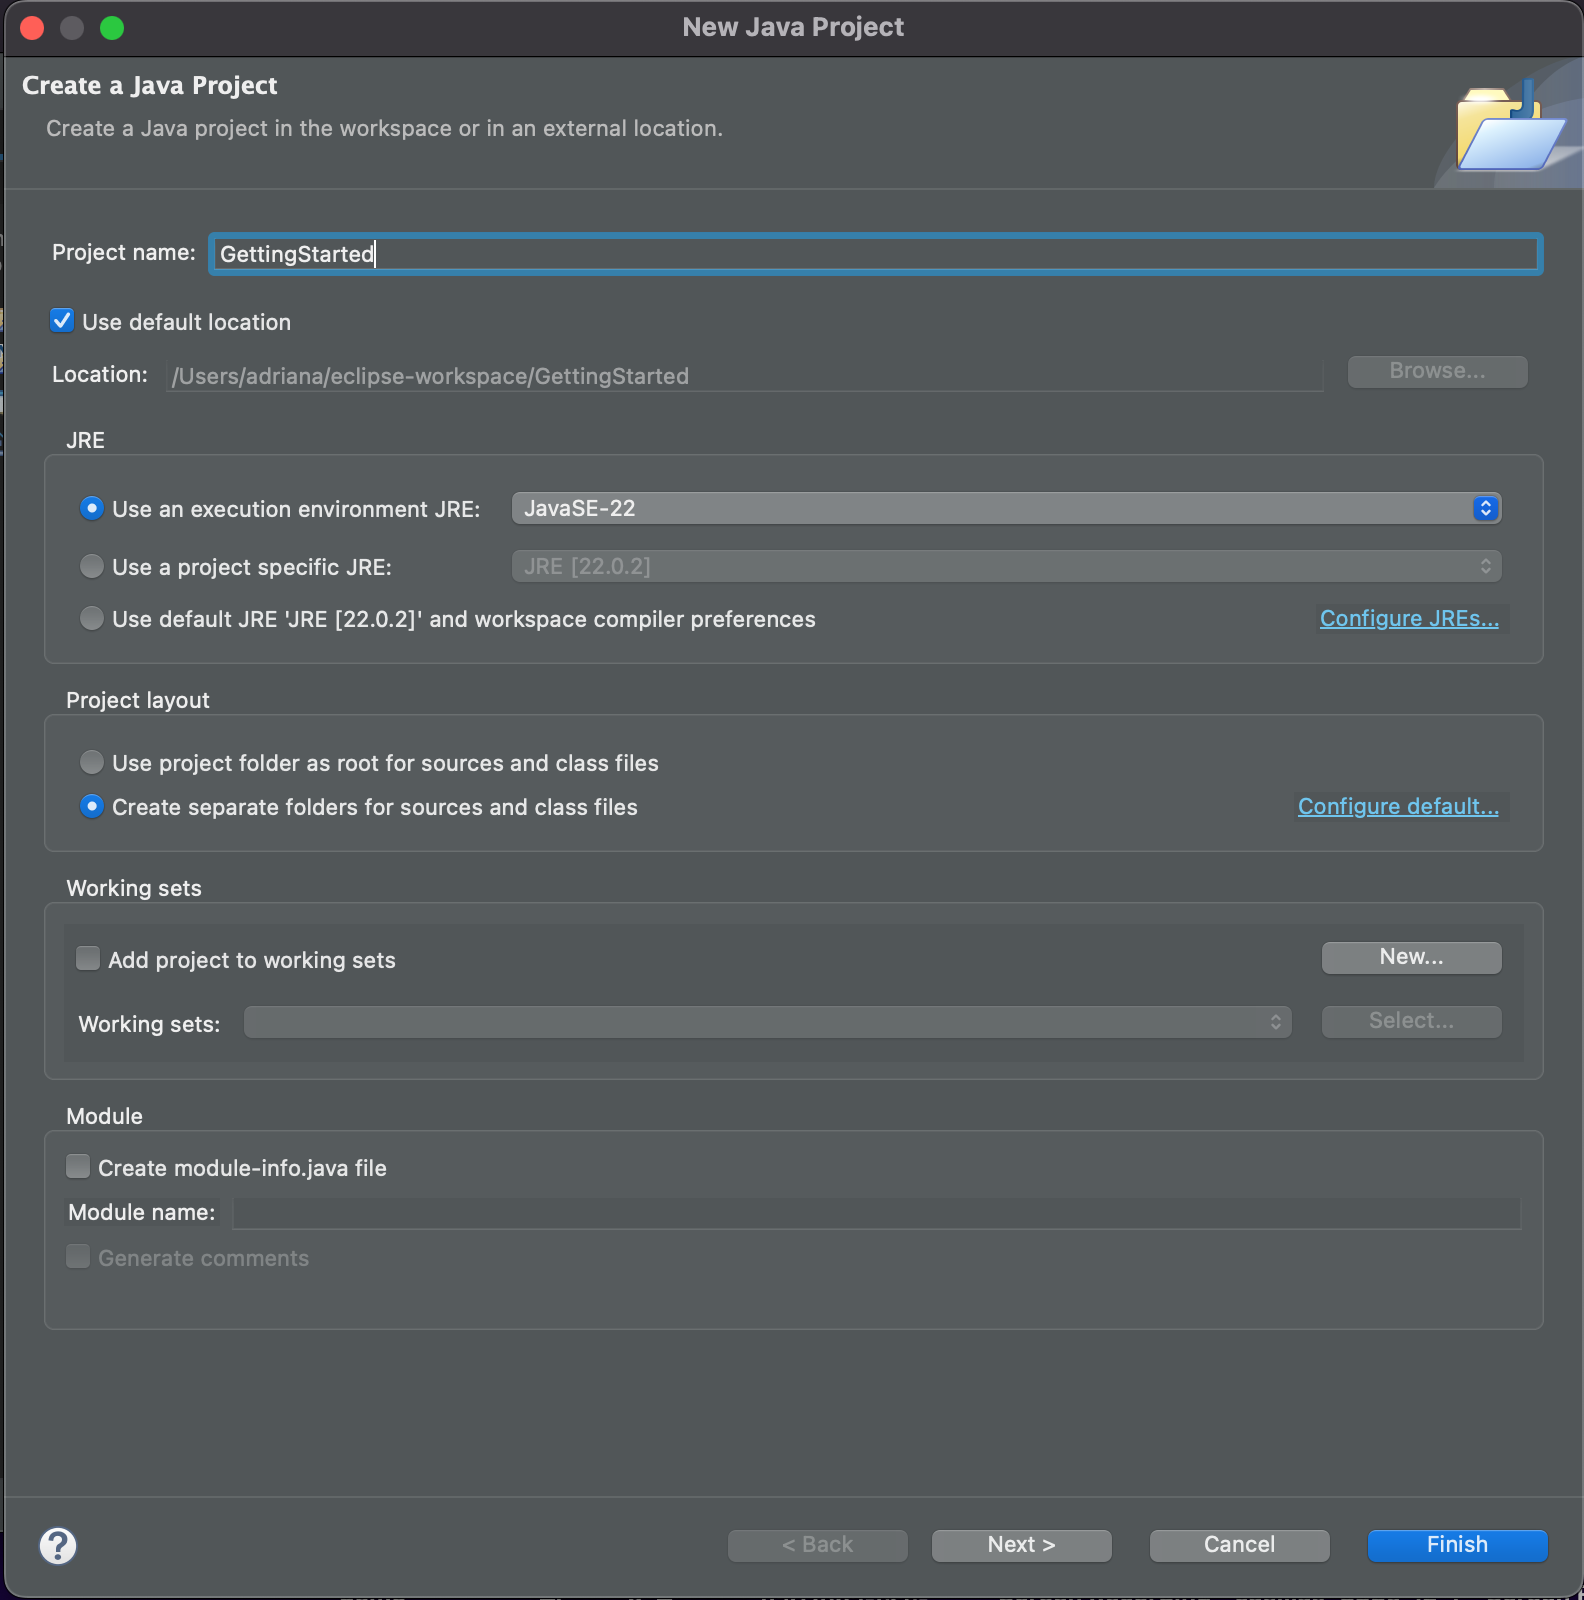 New Java Project
Create a Java Project
Create a Java project in the workspace or in an external location.
Project name: GettingStarted
Use default location
Location: /Users/adriana/eclipse-workspace/GettingStarted Browse...
JRE
Use an execution environment JRE: JavaSE-22
Use a project specific JRE: JRE [22.0.2]
Use default JRE 'JRE [22.0.2]' and workspace compiler preferences Configure JREs...
Project layout
Use project folder as root for sources and class files
Create separate folders for sources and class files Configure default...
Working sets
Add project to working sets New...
Working sets: Select...
Module
Create module-info.java file
Module name:
Generate comments
? < Back Next > Cancel Finish